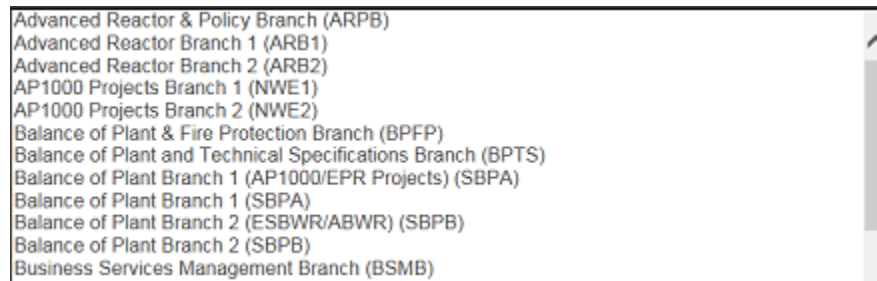 Advanced Reactor & Policy Branch (ARPB)
Advanced Reactor Branch 1 (ARB1)
Advanced Reactor Branch 2 (ARB2)
AP1000 Projects Branch 1 (NWE1)
AP1000 Projects Branch 2 (NWE2)
Balance of Plant & Fire Protection Branch (BPFP)
Balance of Plant and Technical Specifications Branch (BPTS)
Balance of Plant Branch 1 (AP1000/EPR Projects) (SBPA)
Balance of Plant Branch 1 (SBPA)
Balance of Plant Branch 2 (ESBWR/ABWR) (SBPB)
Balance of Plant Branch 2 (SBPB)
Business Services Management Branch (BSMB)